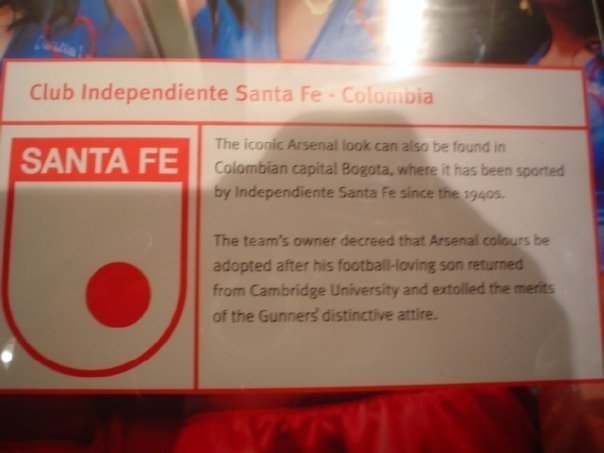 Club Independiente Santa Fe - Colombia
SANTA FE
The iconic Arsenal look can also be found in
Colombian capital Bogota, where it has been sported
by Independiente Santa Fe since the 1940s.
The team's owner decreed that Arsenal colours be
adopted after his football-loving son returned
from Cambridge University and extolled the merits
of the Gunners' distinctive attire.